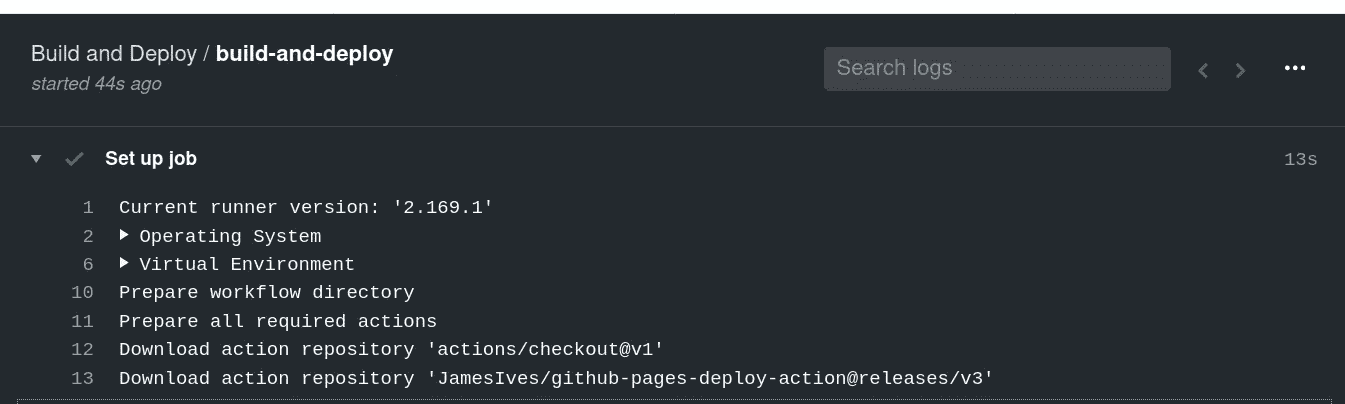 Build and Deploy / build-and-deploy
started 44s ago
Search logs
Set up job
13s
1 Current runner version: '2.169.1'
2 Operating System
6 Virtual Environment
10 Prepare workflow directory
11 Prepare all required actions
12 Download action repository 'actions/checkout@v1'
13 Download action repository 'JamesIves/github-pages-deploy-action@releases/v3'